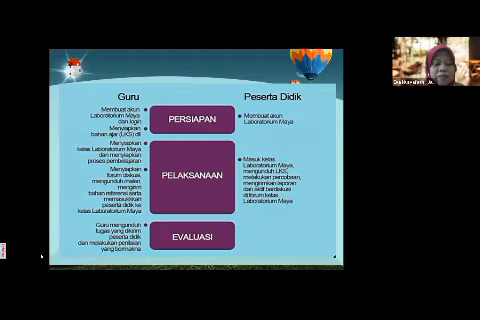 Guru
Peserta Didik
Membuat akun
Laboratorium Maya
dan login
Menyiapkan
bahan ajar (LKS) dll
PERSIAPAN
Membuat akun
Laboratorium Maya
Menyiapkan
kelas Laboratorium Maya
dan menyiapkan
proses pembelajaran
Menyiapkan
forum diskusi,
mengunduh materi,
mengirim
bahan referensi serta
memasukkan
peserta didik ke
kelas Laboratorium Maya
PELAKSANAAN
Masuk kelas
Laboratorium Maya,
mengunduh LKS,
melakukan percobaan,
mengirimkan laporan
dan aktif berdiskusi
di forum kelas
Laboratorium Maya
Guru mengunduh
tugas yang dikirim
peserta didik
dan melakukan penilaian
yang bermakna
EVALUASI